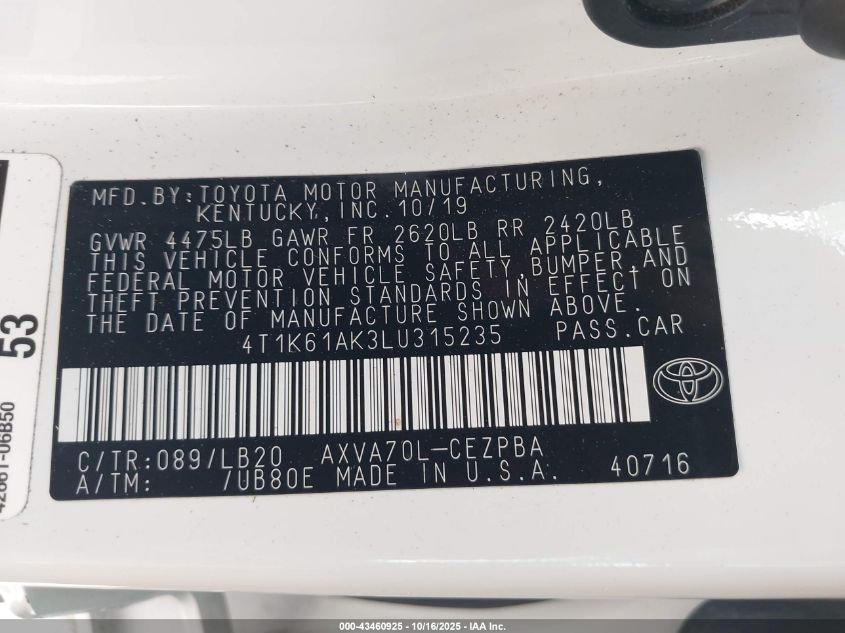 MFD.BY:TOYOTA MOTOR MANUFACTURING,
KENTUCKY, INC. 10/19
GVWR 4475LB GAWR FR 2620LB RR 2420LB
THIS VEHICLE CONFORMS TO ALL APPLICABLE
FEDERAL MOTOR VEHICLE SAFETY, BUMPER, AND
THEFT PREVENTION STANDARDS IN EFFECT ON
THE DATE OF MANUFACTURE SHOWN ABOVE.
4T1K61AK3LU315235 PASS.CAR
C/TR:089/LB20 AXVA70L-CEZPBA
A/TM: /UB80E MADE IN U.S.A. 40716
53
42661-06B50
000-43460925 - 10/16/2025 - IAA Inc.